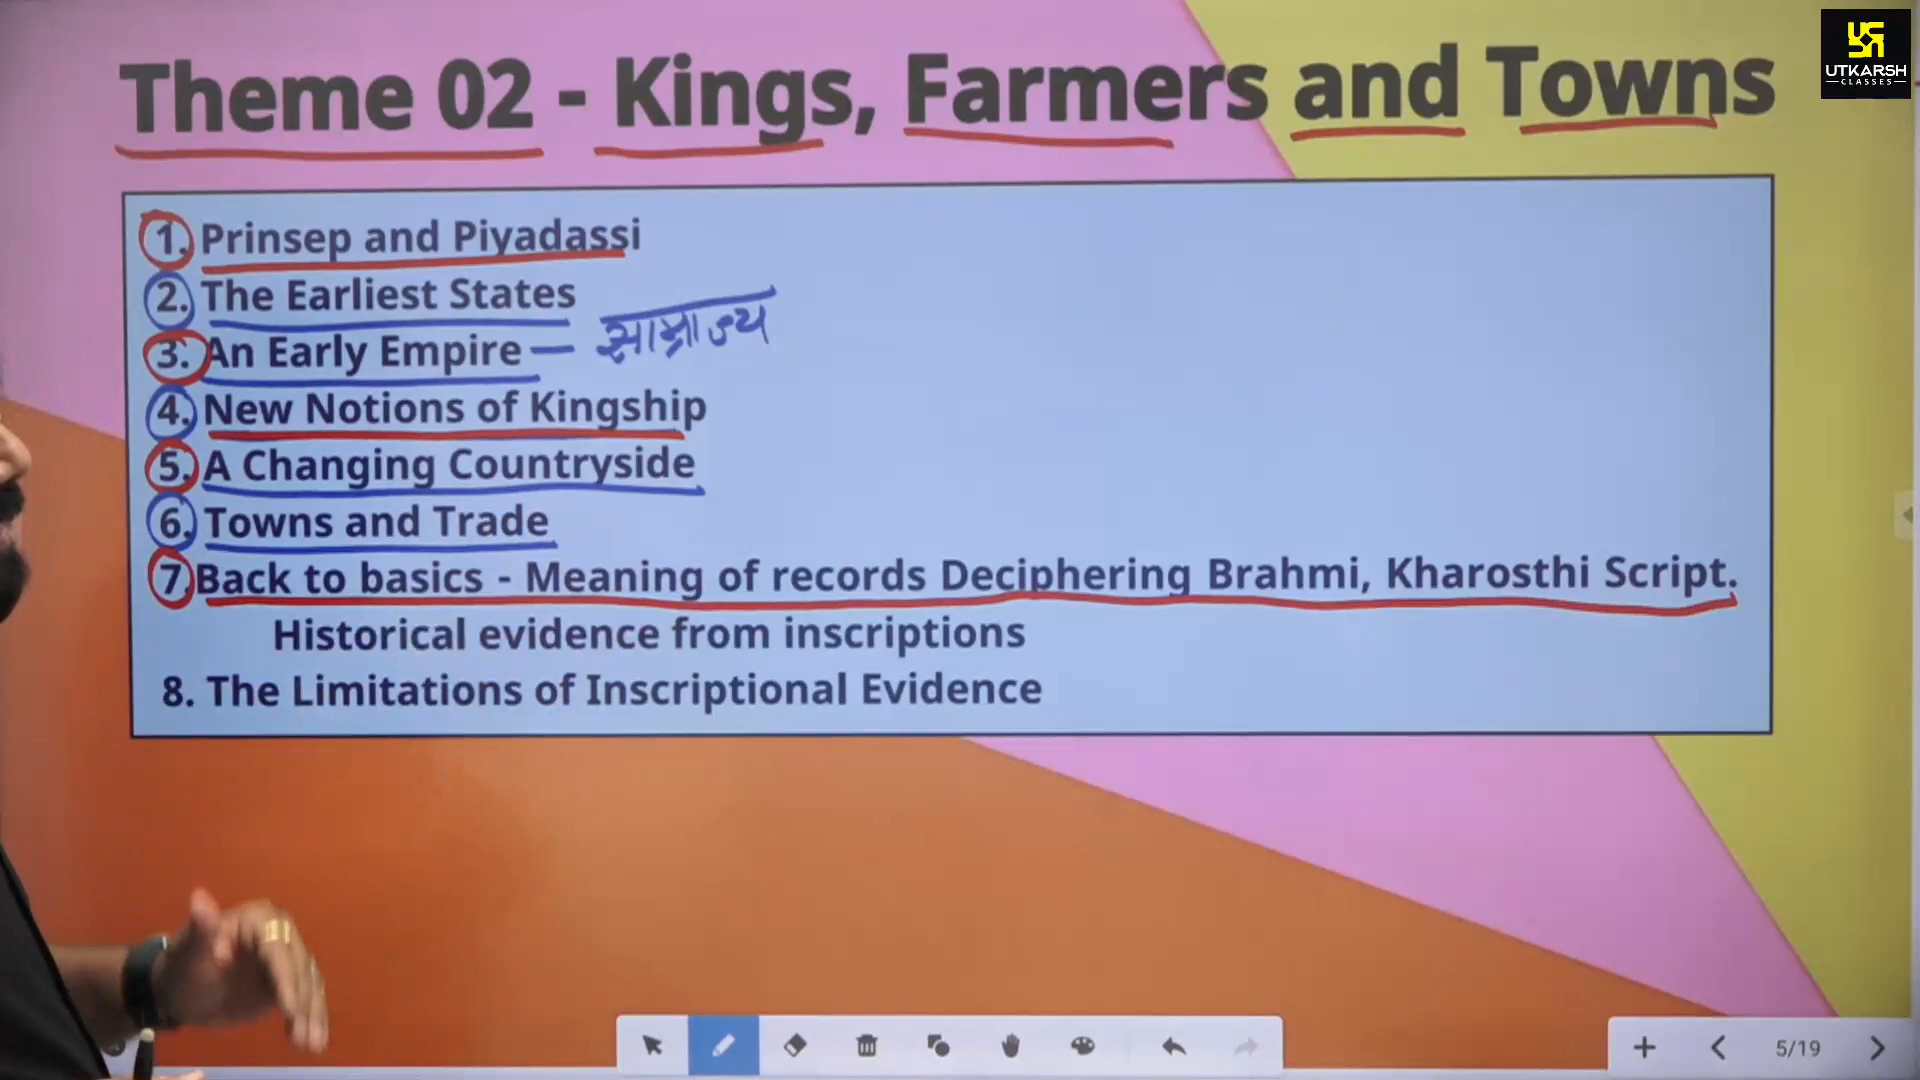 Theme 02 - Kings, Farmers and Towns
UTKARSH
CLASSES
1. Prinsep and Piyadassi
2. The Earliest States
3. An Early Empire — साम्राज्य
4. New Notions of Kingship
5. A Changing Countryside
6. Towns and Trade
7. Back to basics - Meaning of records Deciphering Brahmi, Kharosthi Script.
Historical evidence from inscriptions
8. The Limitations of Inscriptional Evidence
5/19